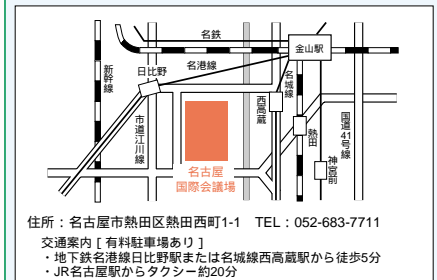 名鉄
金山駅
新幹線
日比野
名港線
名城線
西高蔵
市道江川線
国道41号線
熱田
神宮前
名古屋
国際会議場
住所：名古屋市熱田区熱田西町1-1　TEL：052-683-7711
交通案内［有料駐車場あり］
・地下鉄名港線日比野駅または名城線西高蔵駅から徒歩5分
・JR名古屋駅からタクシー約20分